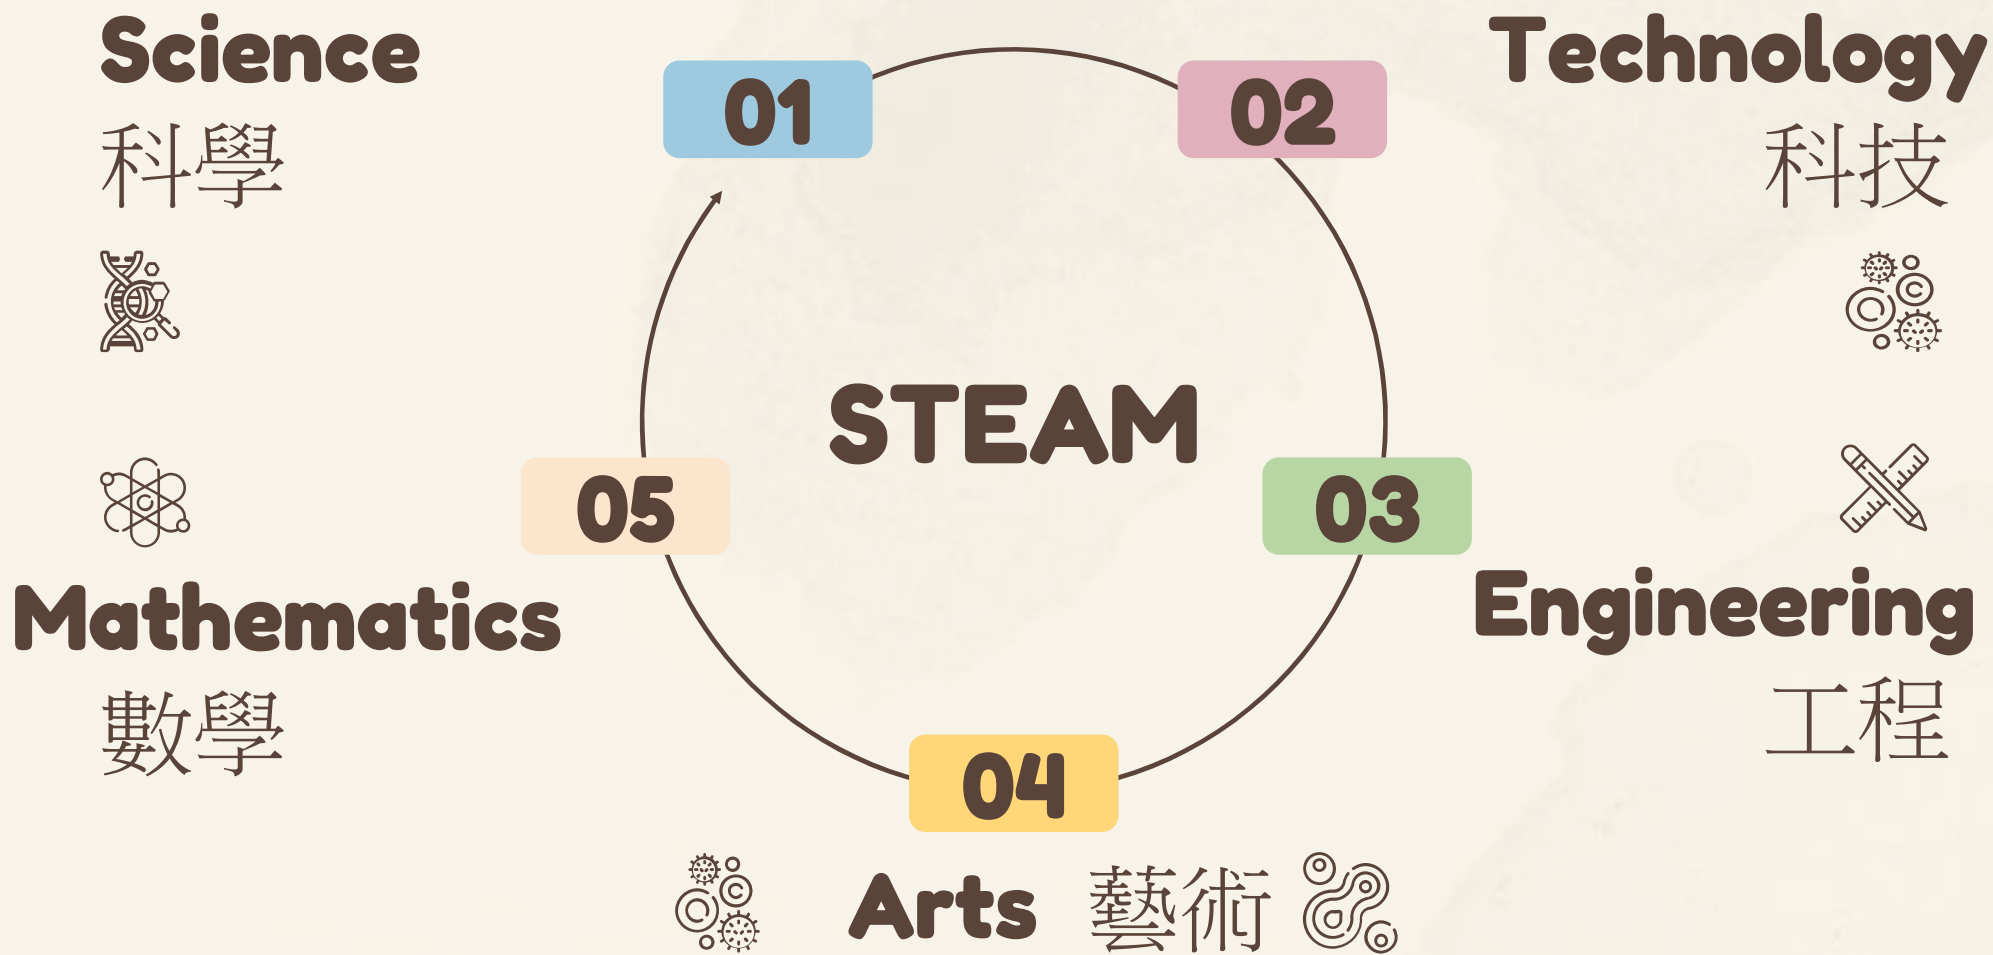 Science
科學
01
02
Technology
科技
STEAM
05
03
Mathematics
數學
Engineering
工程
04
Arts
藝術